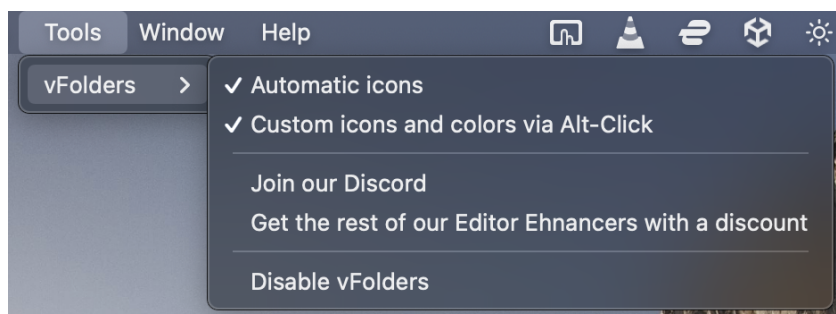 Tools Window Help
vFolders >
✓ Automatic icons
✓ Custom icons and colors via Alt-Click
Join our Discord
Get the rest of our Editor Ehnancers with a discount
Disable vFolders